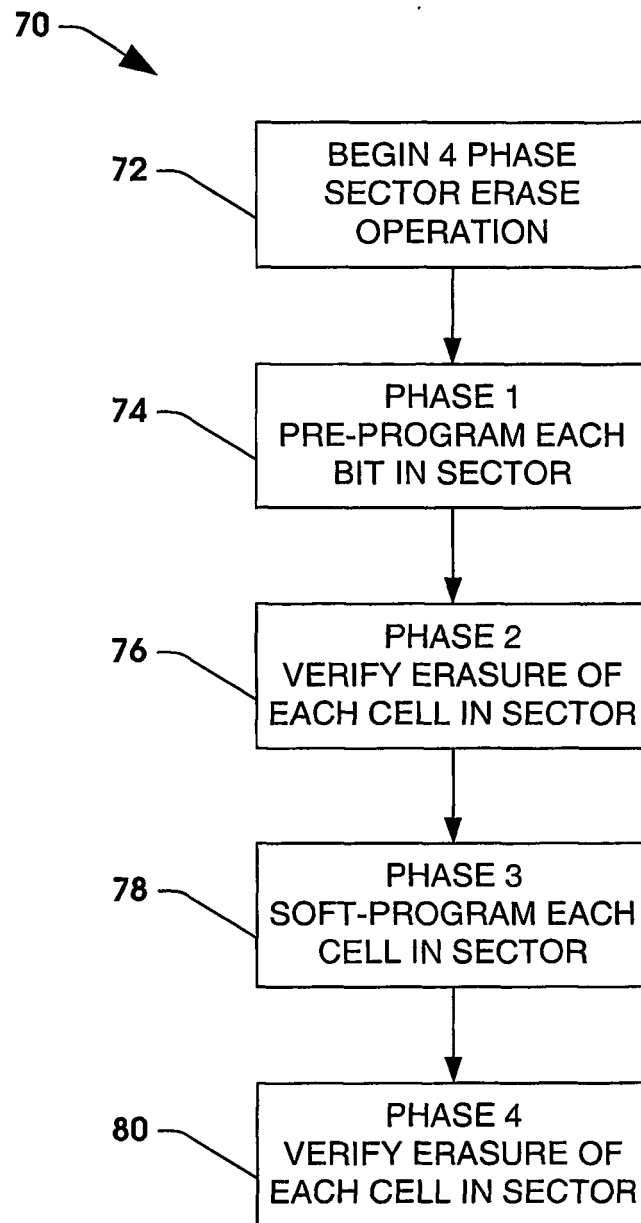 70
72
BEGIN 4 PHASE
SECTOR ERASE
OPERATION
74
PHASE 1
PRE-PROGRAM EACH
BIT IN SECTOR
76
PHASE 2
VERIFY ERASURE OF
EACH CELL IN SECTOR
78
PHASE 3
SOFT-PROGRAM EACH
CELL IN SECTOR
80
PHASE 4
VERIFY ERASURE OF
EACH CELL IN SECTOR